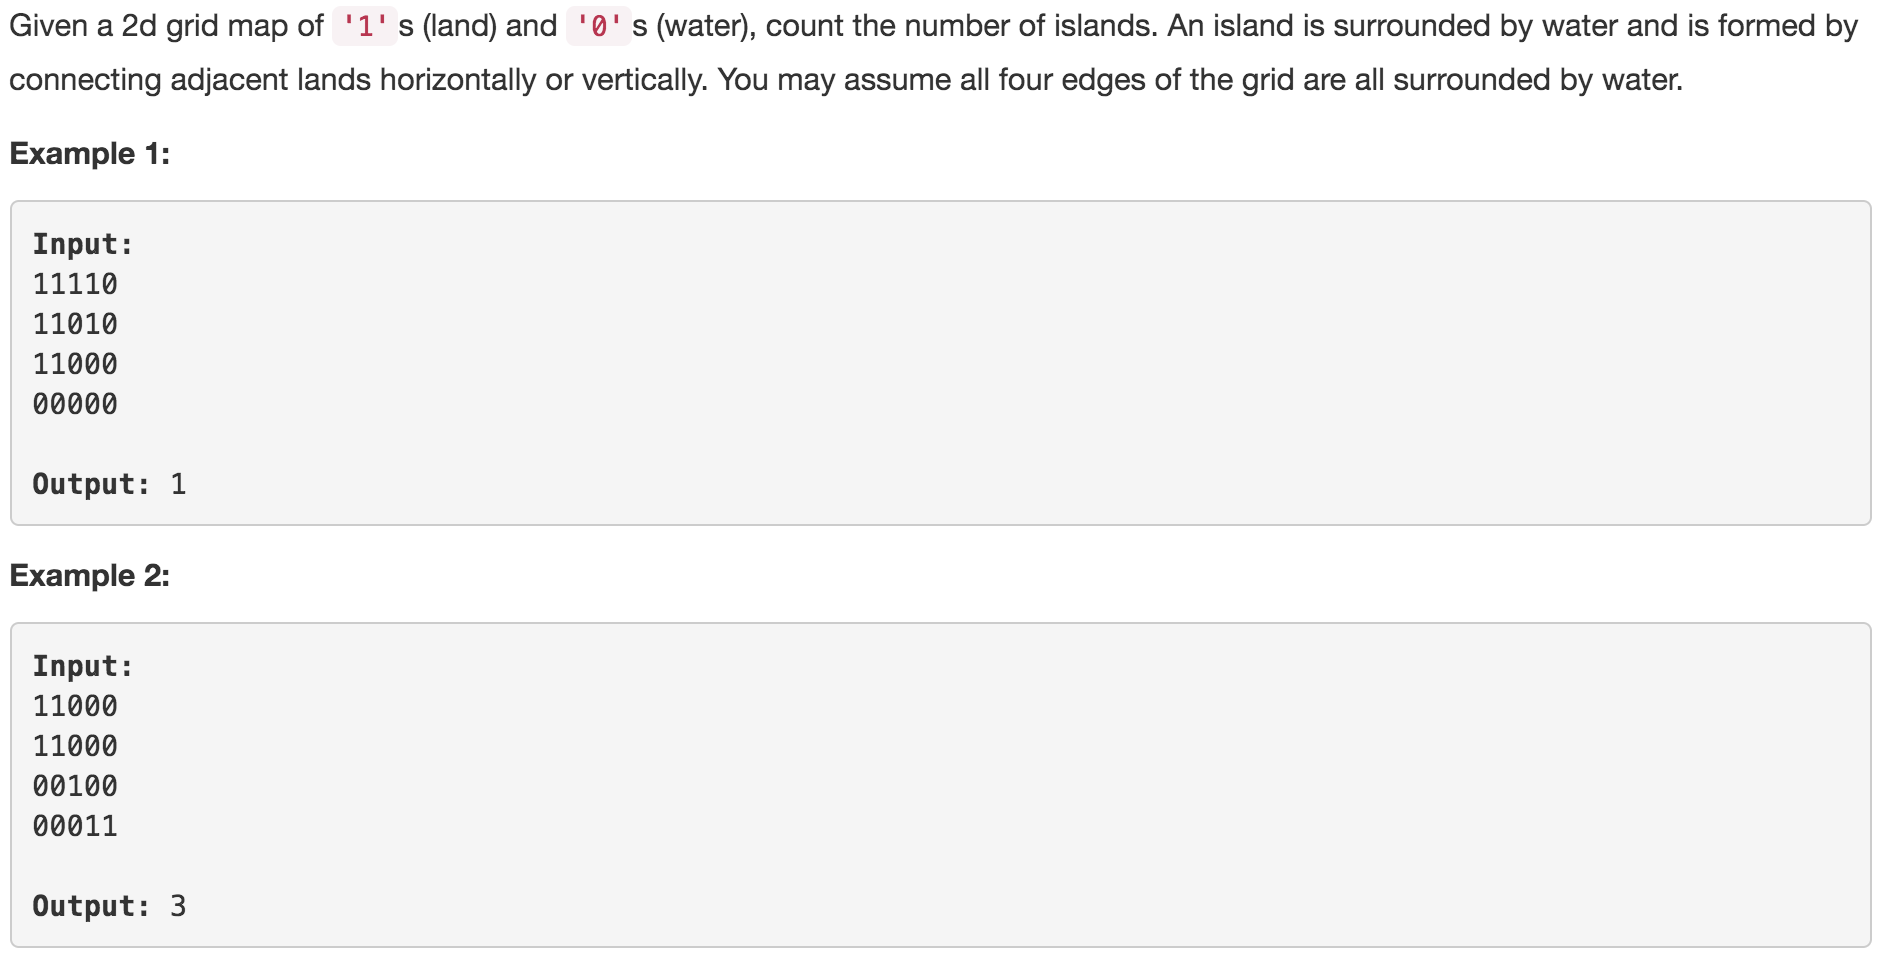 Given a 2d grid map of '1's (land) and '0's (water), count the number of islands. An island is surrounded by water and is formed by
connecting adjacent lands horizontally or vertically. You may assume all four edges of the grid are all surrounded by water.
Example 1:
Input:
11110
11010
11000
00000
Output: 1
Example 2:
Input:
11000
11000
00100
00011
Output: 3